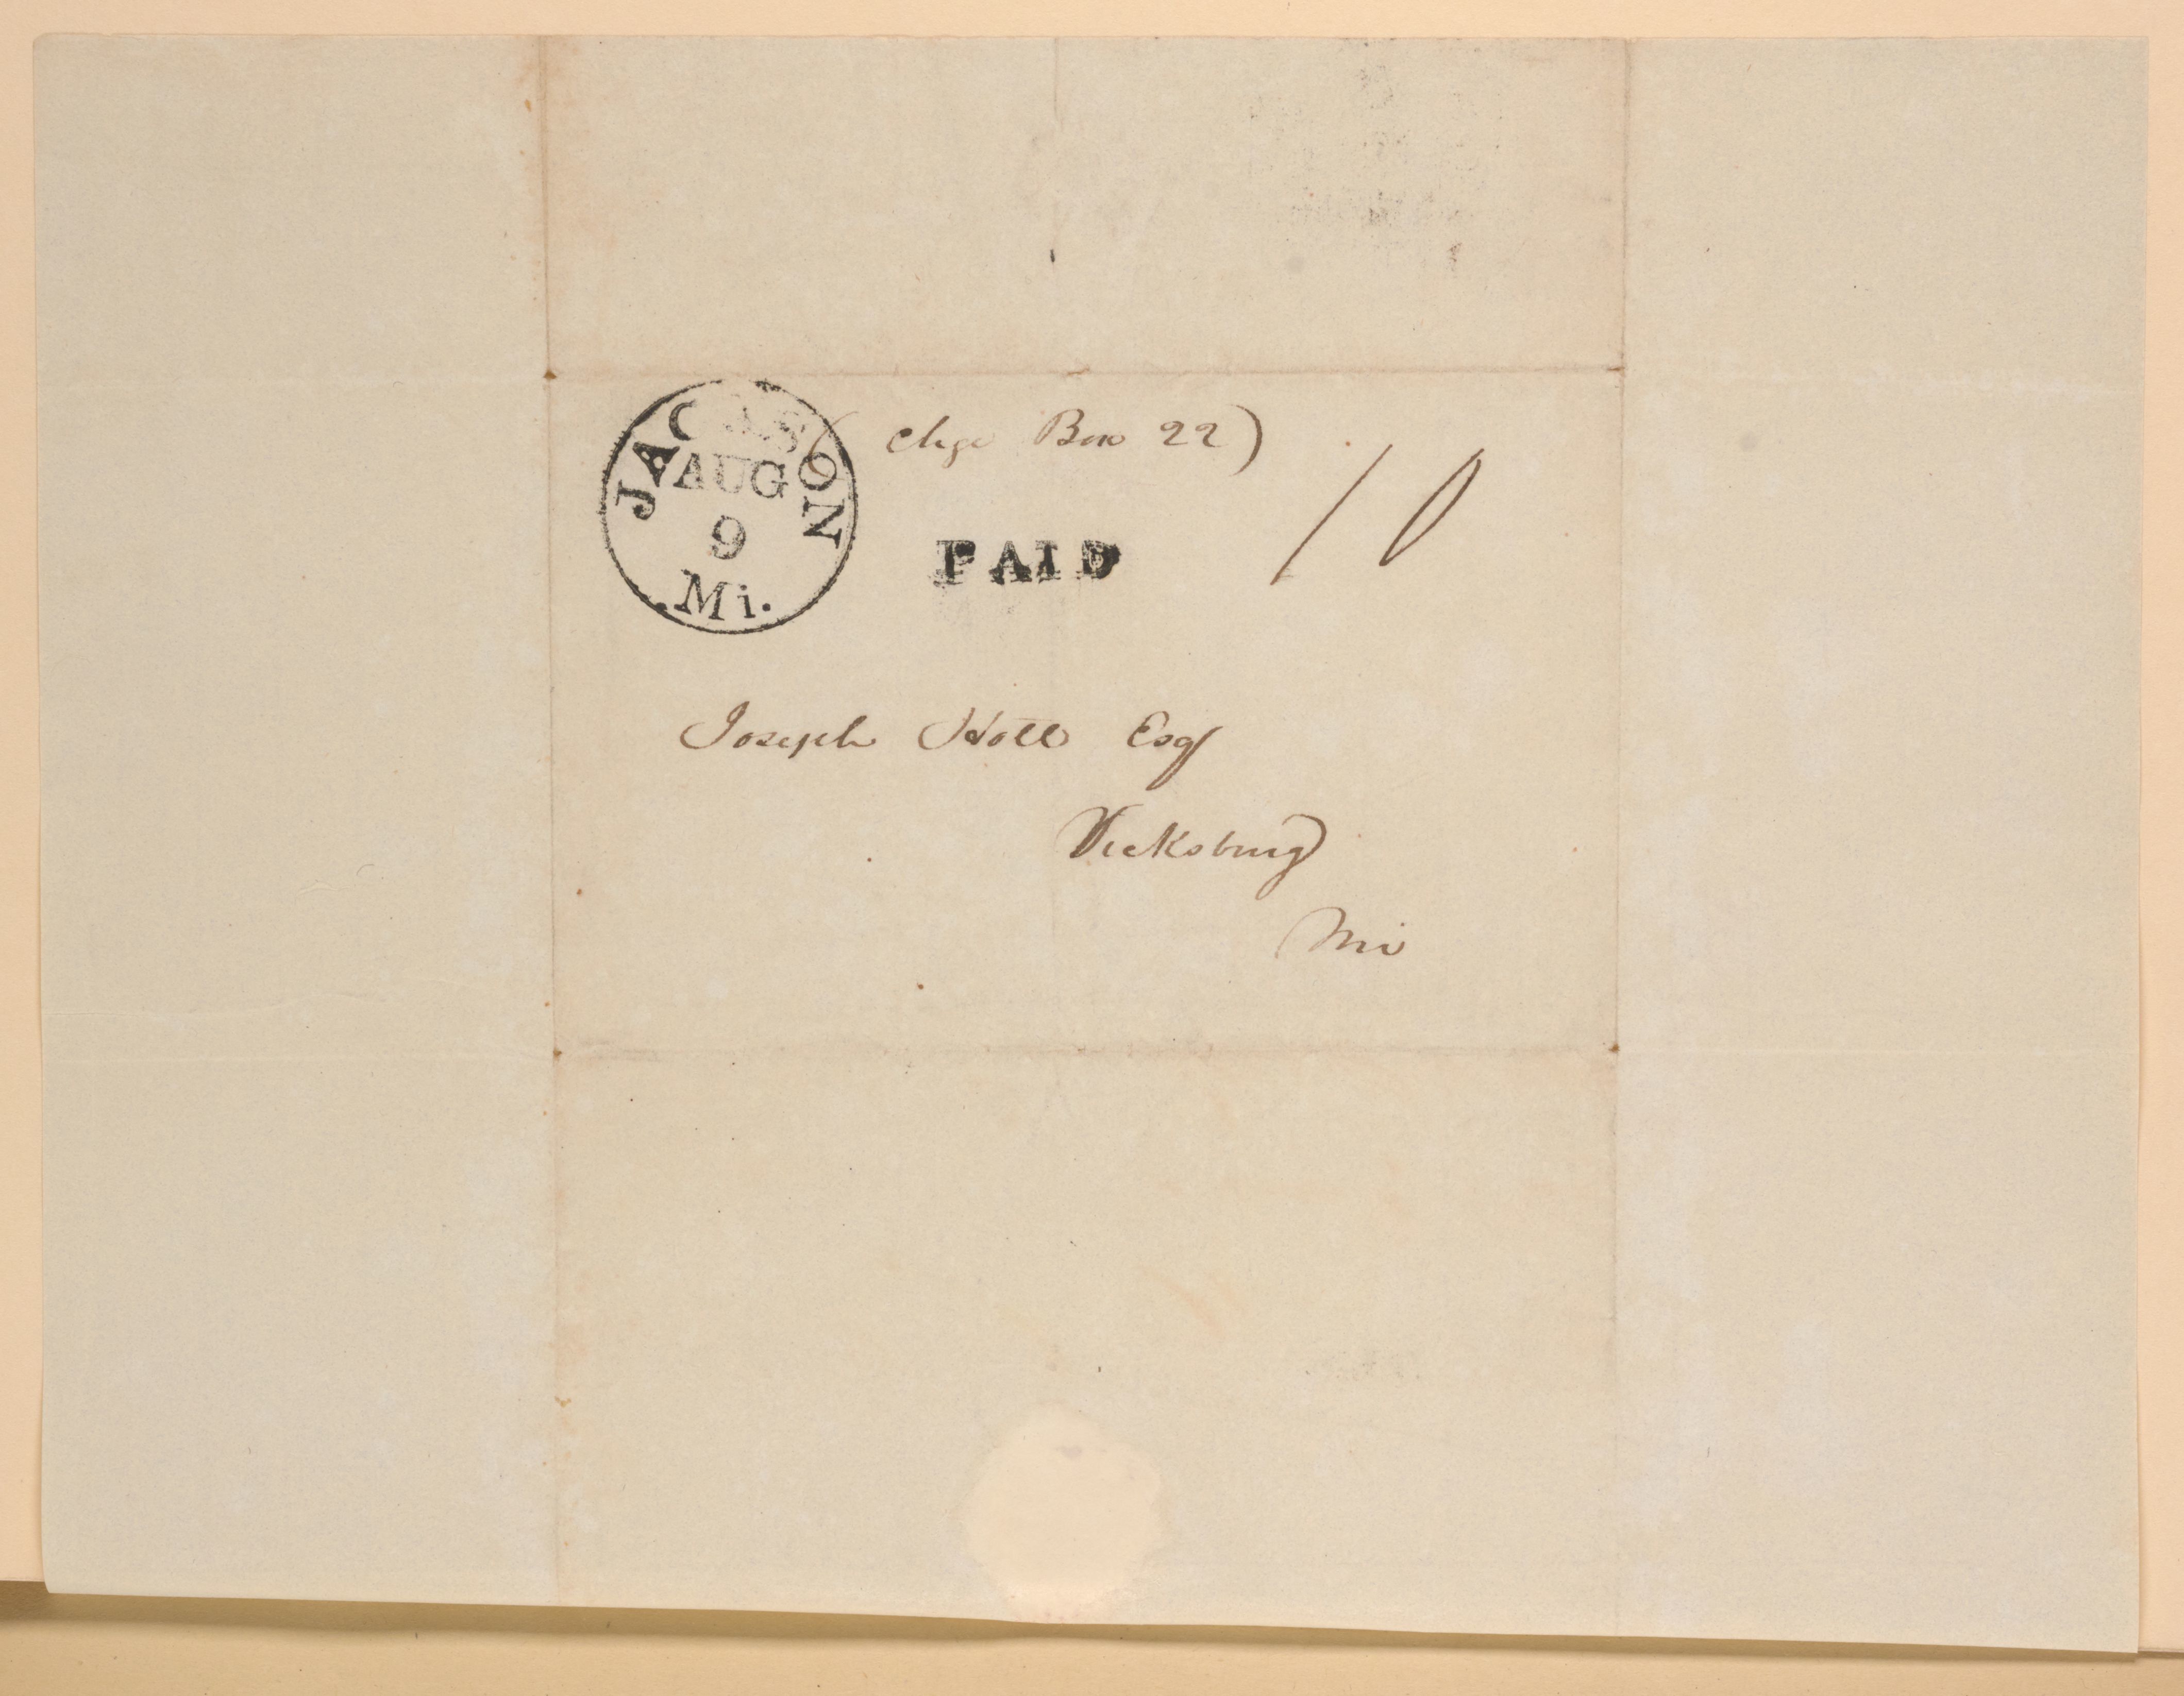 JACKSON
AUG
9
Mi.
(chge Box 22)
PAID
10
Joseph Holt Esq
Vicksburg
Mi